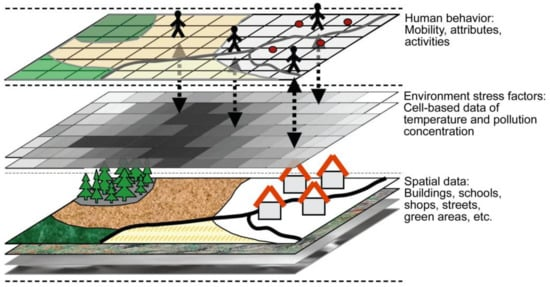 Human behavior:
Mobility, attributes,
activities
Environment stress factors:
Cell-based data of
temperature and pollution
concentration
Spatial data:
Buildings, schools,
shops, streets,
green areas, etc.